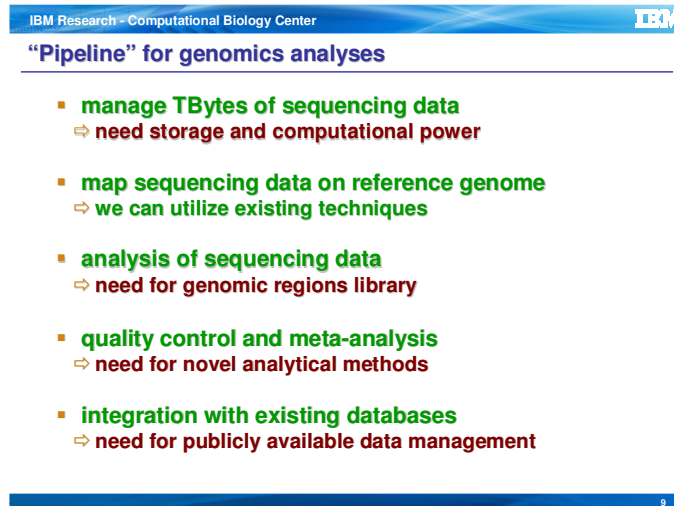 IBM Research - Computational Biology Center
IBM
“Pipeline” for genomics analyses
▪ manage TBytes of sequencing data
⇨ need storage and computational power
▪ map sequencing data on reference genome
⇨ we can utilize existing techniques
▪ analysis of sequencing data
⇨ need for genomic regions library
▪ quality control and meta-analysis
⇨ need for novel analytical methods
▪ integration with existing databases
⇨ need for publicly available data management
9